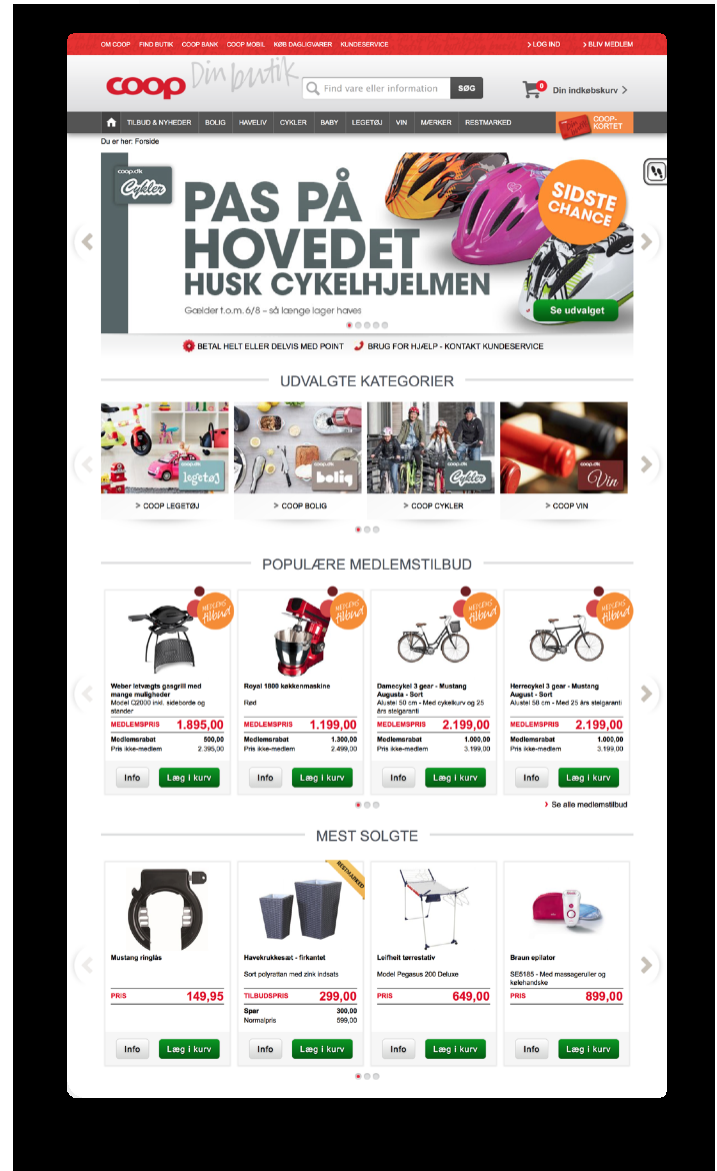 OM COOP FIND BUTIK COOP BANK COOP MOBIL KØB DAGLIGVARER KUNDESERVICE LOG IND BLIV MEDLEM
coop Din butik
Find vare eller information SØG
0 Din indkøbskurv
TILBUD & NYHEDER BOLIG HAVELIV CYKLER BABY LEGETØJ VIN MÆRKER RESTMARKED COOP-KORTET
Du er her: Forside
coop.dk
Cykler
PAS PÅ
HOVEDET
HUSK CYKELHJELMEN
SIDSTE
CHANCE
Gælder t.o.m. 6/8 – så længe lager haves
Se udvalget
BETAL HELT ELLER DELVIS MED POINT BRUG FOR HJÆLP - KONTAKT KUNDESERVICE
UDVALGTE KATEGORIER
coop.dk coop.dk coop.dk coop.dk
legetøj bolig Cykler Vin
> COOP LEGETØJ > COOP BOLIG > COOP CYKLER > COOP VIN
POPULÆRE MEDLEMSTILBUD
MEDLEMS MEDLEMS MEDLEMS MEDLEMS
tilbud tilbud tilbud tilbud
Weber letvægts gasgrill med
mange muligheder
Model Q2000 inkl. sideborde og
stander
MEDLEMSPRIS 1.895,00
Medlemsrabat 500,00
Pris ikke-medlem 2.395,00
Info Læg i kurv
Royal 1800 køkkenmaskine
Rød
MEDLEMSPRIS 1.199,00
Medlemsrabat 1.300,00
Pris ikke-medlem 2.499,00
Info Læg i kurv
Damecykel 3 gear - Mustang
Augusta - Sort
Alustel 50 cm - Med cykelkurv og 25
års stelgaranti
MEDLEMSPRIS 2.199,00
Medlemsrabat 1.000,00
Pris ikke-medlem 3.199,00
Info Læg i kurv
Herrecykel 3 gear - Mustang
August - Sort
Alustel 58 cm - Med 25 års stelgaranti
MEDLEMSPRIS 2.199,00
Medlemsrabat 1.000,00
Pris ikke-medlem 3.199,00
Info Læg i kurv
Se alle medlemstilbud
MEST SOLGTE
Mustang ringlås
PRIS 149,95
Info Læg i kurv
RESTMARKED
Havekrukkesæt - firkantet
Sort polyrattan med zink indsats
TILBUDSPRIS 299,00
Spar 300,00
Normalpris 599,00
Info Læg i kurv
Leifheit tørrestativ
Model Pegasus 200 Deluxe
PRIS 649,00
Info Læg i kurv
Braun epilator
SE5185 - Med massageruller og
kølehandske
PRIS 899,00
Info Læg i kurv